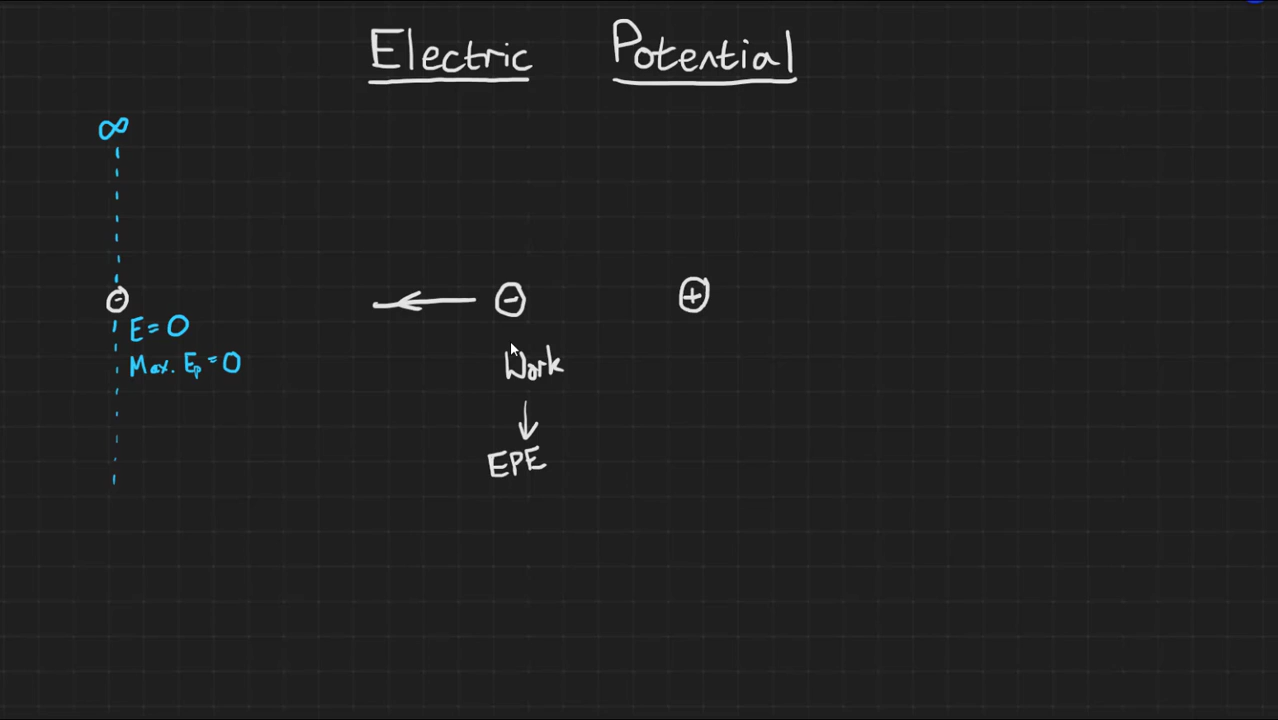 Electric Potential
∞
⊖
⊖
⊕
E = 0
Max. Ep = 0
Work
↓
EPE